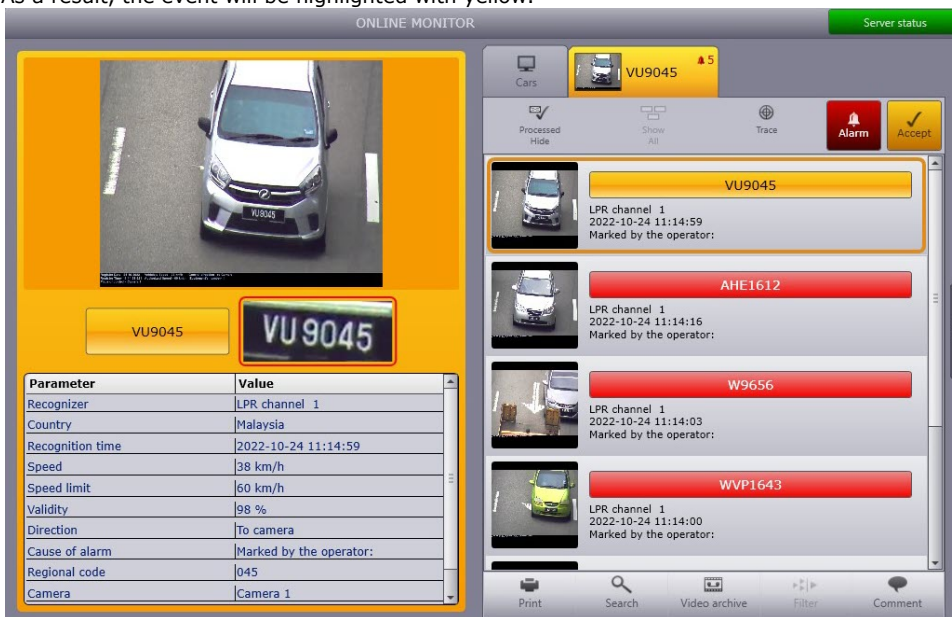 As a result, the event will be highlighted with yellow.
ONLINE MONITOR
Server status
VU9045
VU9045
VU 9045
Parameter Value
Recognizer LPR channel 1
Country Malaysia
Recognition time 2022-10-24 11:14:59
Speed 38 km/h
Speed limit 60 km/h
Validity 98 %
Direction To camera
Cause of alarm Marked by the operator:
Regional code 045
Camera Camera 1
Cars
VU9045 5
Processed Hide
Show All
Trace
Alarm
Accept
VU9045
LPR channel 1
2022-10-24 11:14:59
Marked by the operator:
AHE1612
LPR channel 1
2022-10-24 11:14:16
Marked by the operator:
W9656
LPR channel 1
2022-10-24 11:14:03
Marked by the operator:
WVP1643
LPR channel 1
2022-10-24 11:14:00
Marked by the operator:
Print Search Video archive Filter Comment